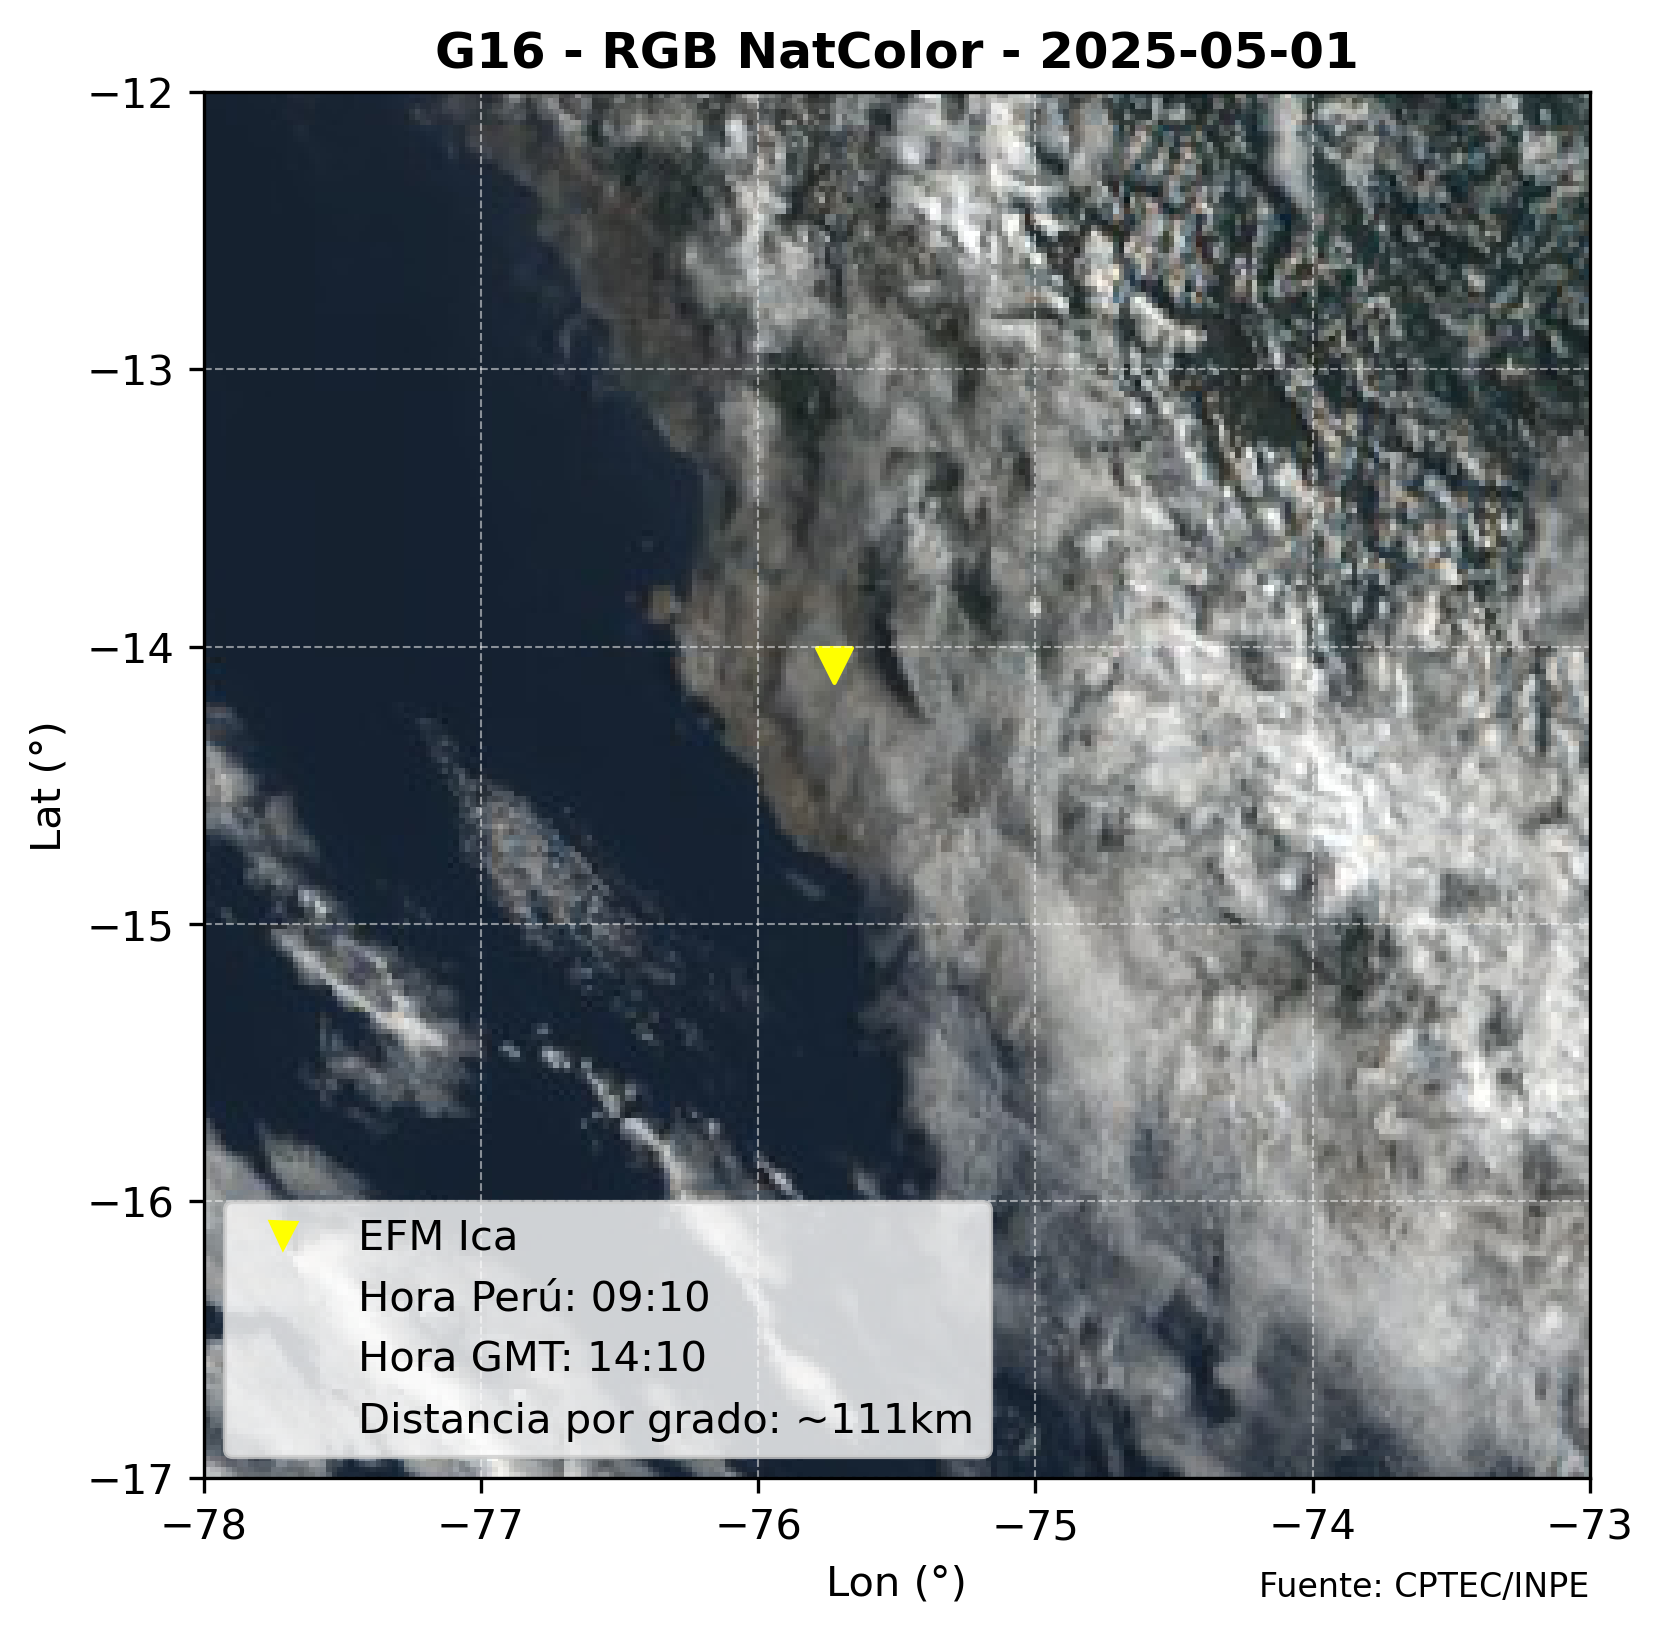 G16 - RGB NatColor - 2025-05-01
−12
−13
−14
−15
−16
−17
Lat (°)
EFM Ica
Hora Perú: 09:10
Hora GMT: 14:10
Distancia por grado: ~111km
−78
−77
−76
−75
−74
−73
Lon (°)
Fuente: CPTEC/INPE